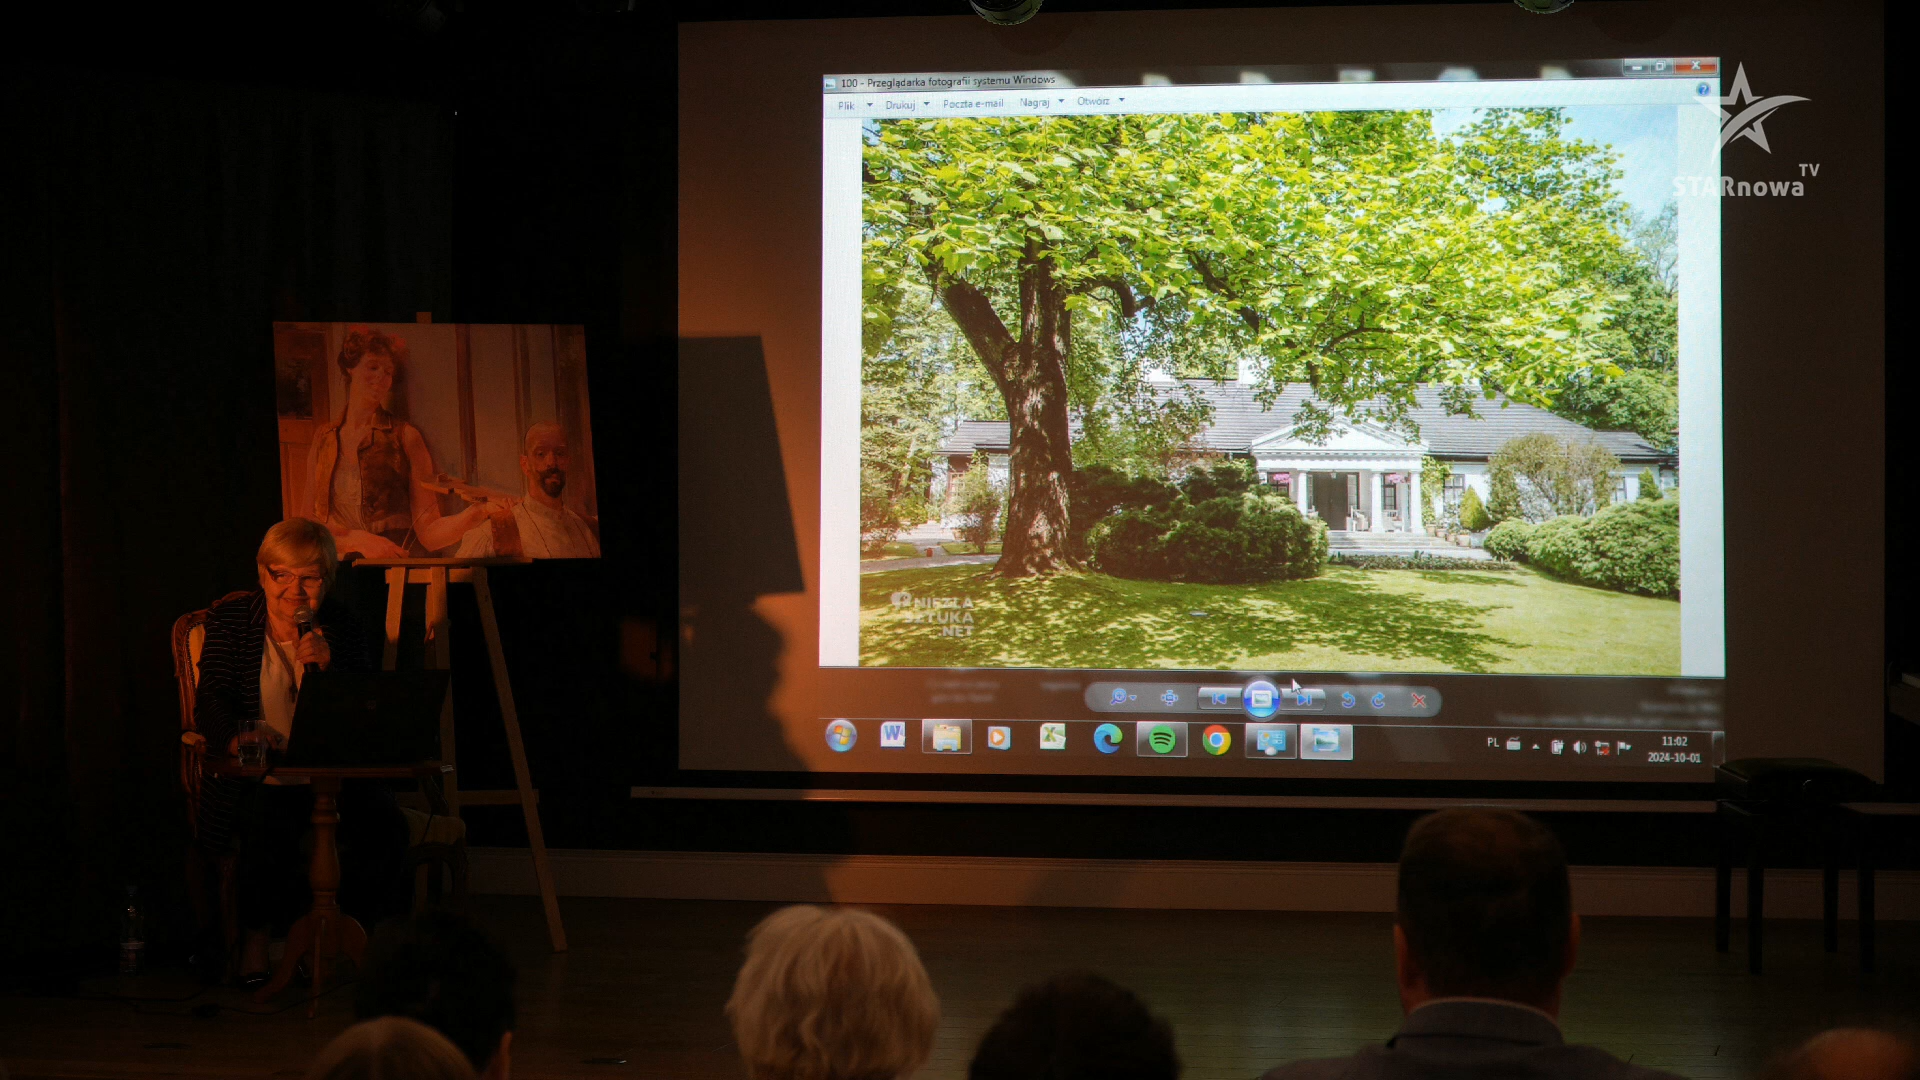 100 - Przeglądarka fotografii systemu Windows
Plik Drukuj Poczta e-mail Nagraj Otwórz
TV
STARnowa
NIEZŁA
SZTUKA
.NET
PL
11:02
2024-10-01